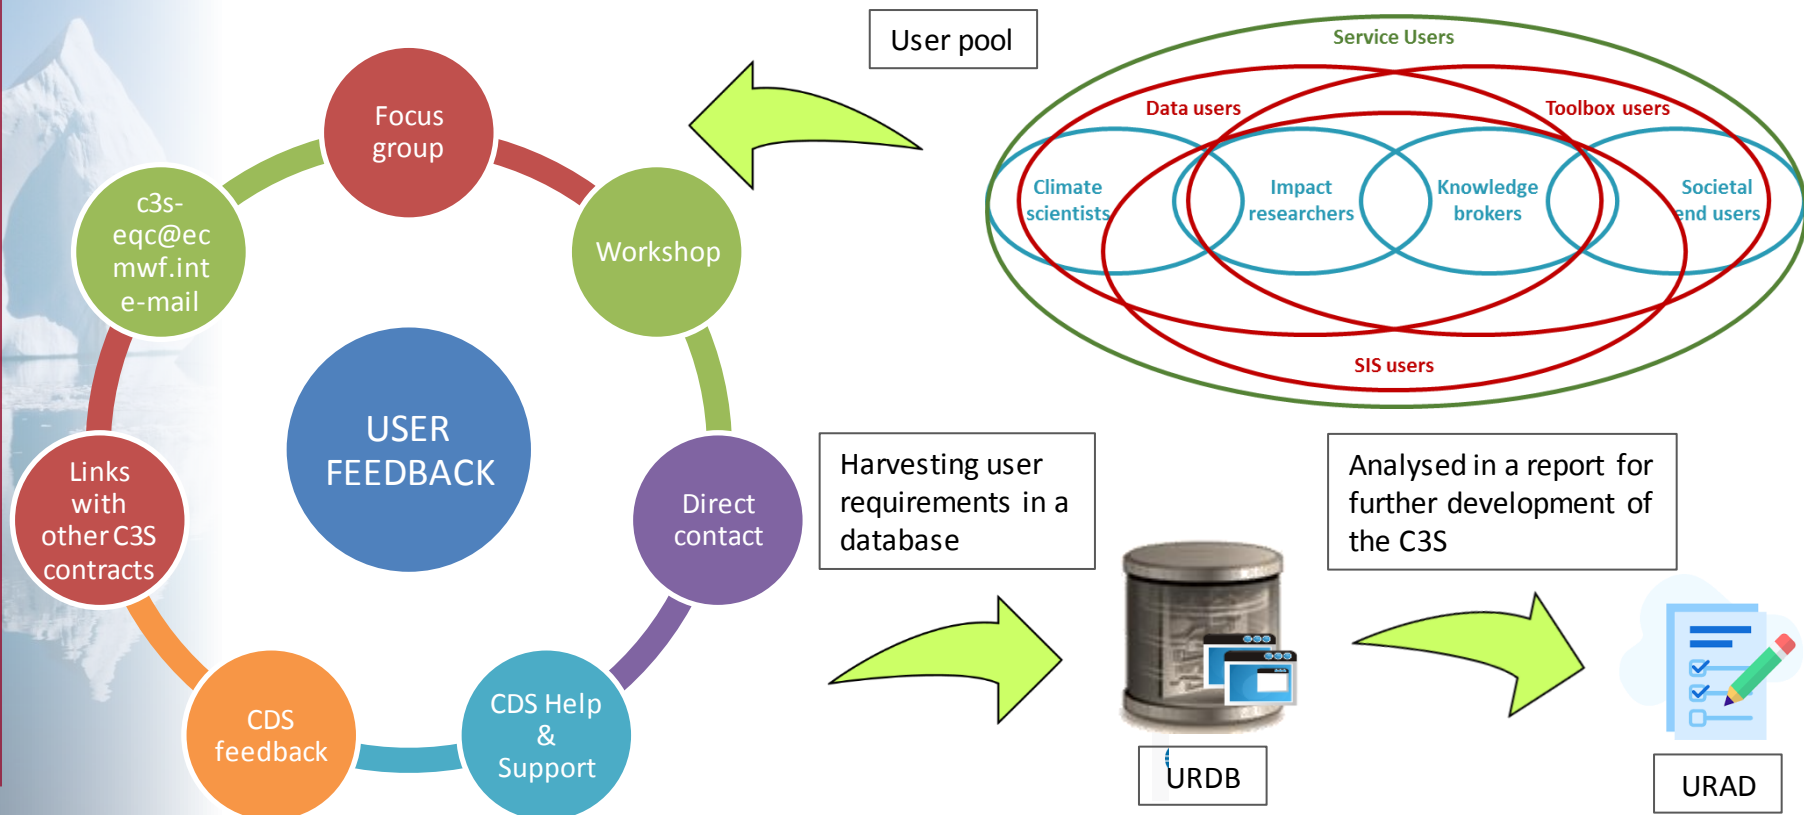 User pool
Service Users
Data users
Toolbox users
Climate
scientists
Impact
researchers
Knowledge
brokers
Societal
end users
SIS users
Focus
group
Workshop
Direct
contact
CDS Help
&
Support
CDS
feedback
Links
with
other C3S
contracts
c3s-
eqc@ec
mwf.int
e-mail
USER
FEEDBACK
Harvesting user
requirements in a
database
URDB
Analysed in a report for
further development of
the C3S
URAD